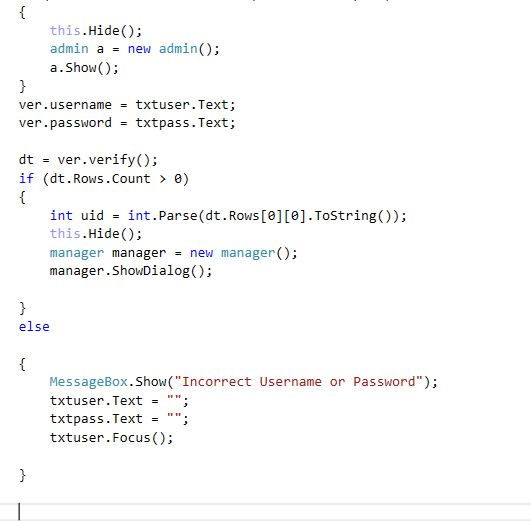 {
this.Hide();
admin a = new admin();
a.Show();
}
ver.username = txtuser.Text;
ver.password = txtpass.Text;
dt = ver.verify();
if (dt.Rows.Count > 0)
{
int uid = int.Parse(dt.Rows[0][0].ToString());
this.Hide();
manager manager = new manager();
manager.ShowDialog();
}
else
{
MessageBox.Show("Incorrect Username or Password");
txtuser.Text = "";
txtpass.Text = "";
txtuser.Focus();
}